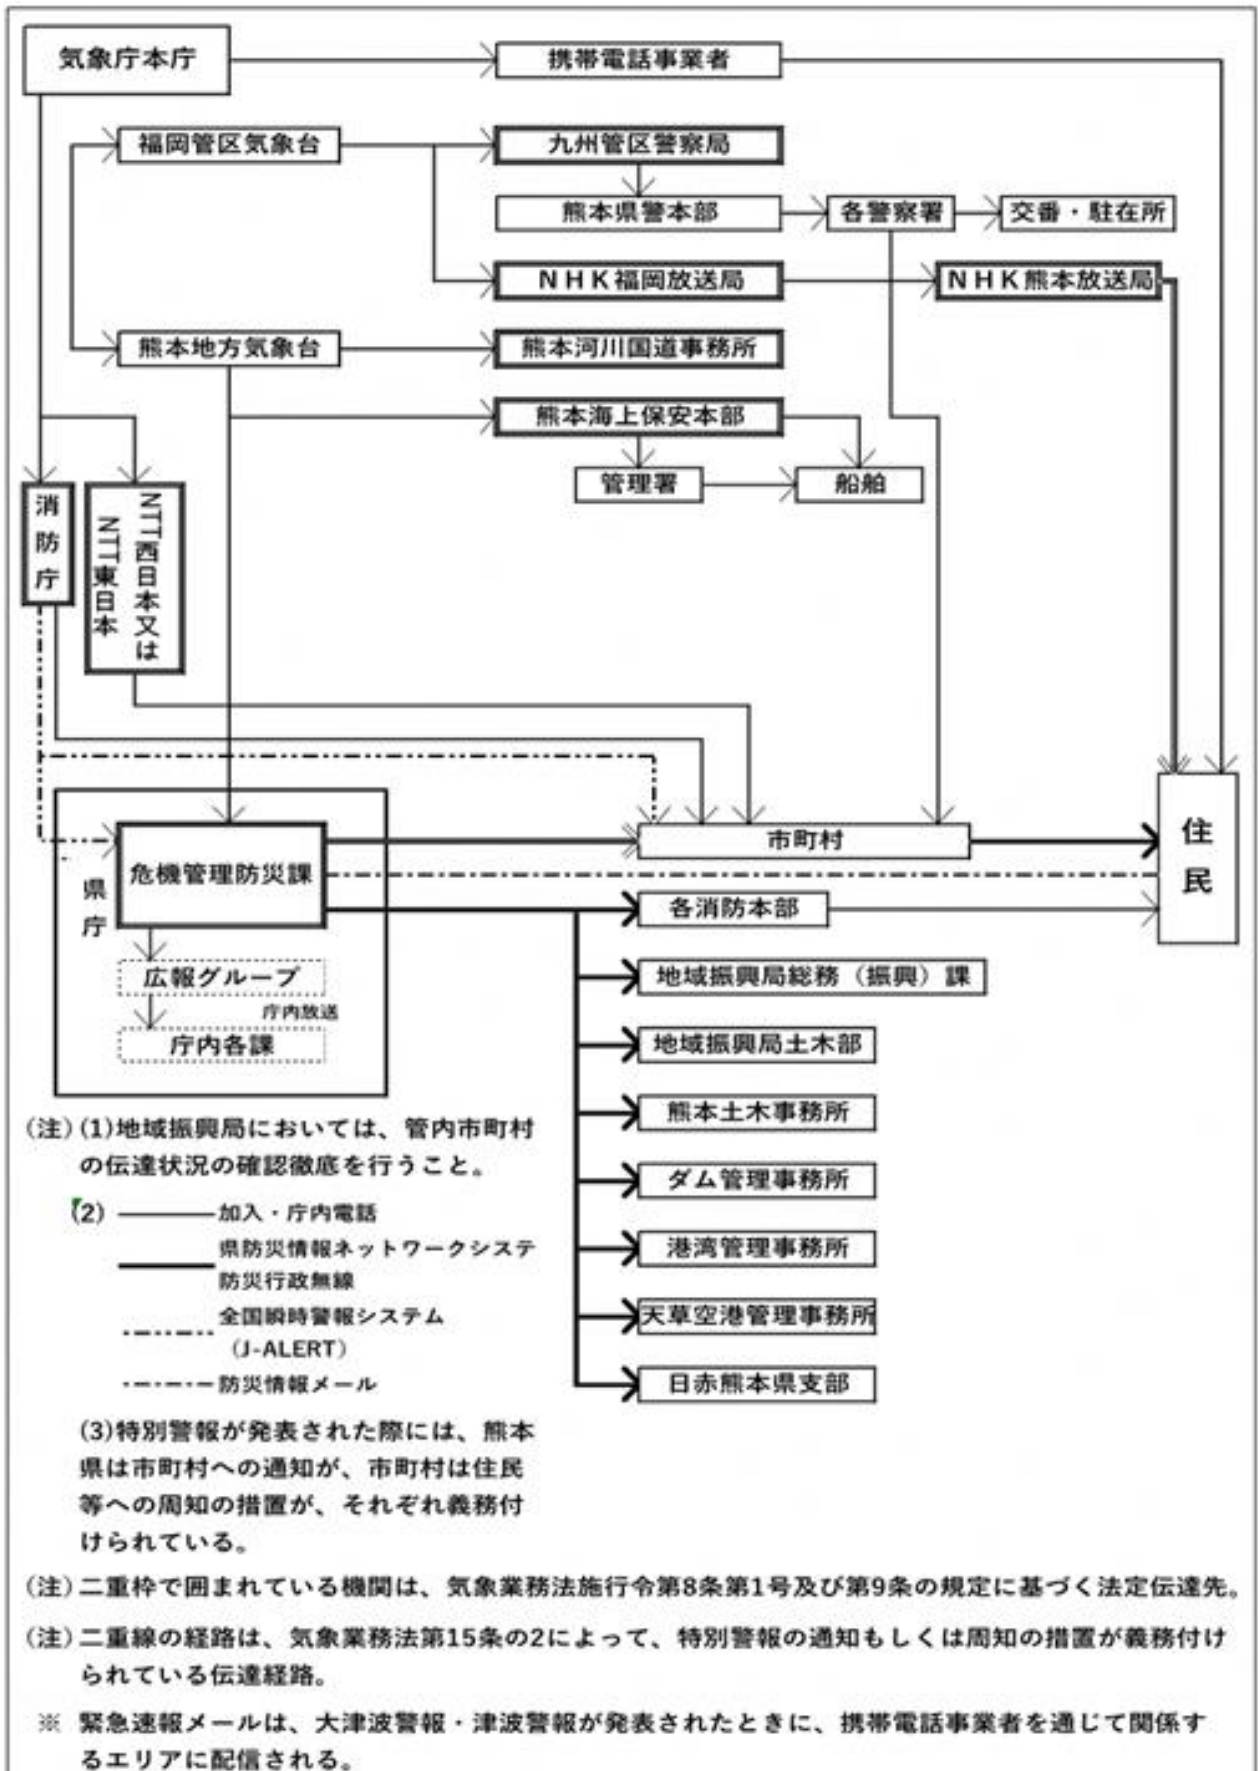 気象庁本庁
携帯電話事業者
福岡管区気象台
九州管区警察局
熊本県警本部
各警察署
交番・駐在所
NHK福岡放送局
NHK熊本放送局
熊本地方気象台
熊本河川国道事務所
熊本海上保安本部
管理署
船舶
消防庁
NTT西日本又は
NTT東日本
県庁
危機管理防災課
市町村
住民
各消防本部
広報グループ
庁内放送
庁内各課
地域振興局総務（振興）課
地域振興局土木部
熊本土木事務所
ダム管理事務所
港湾管理事務所
天草空港管理事務所
日赤熊本県支部
(注)(1)地域振興局においては、管内市町村
の伝達状況の確認徹底を行うこと。
(2) 加入・庁内電話
県防災情報ネットワークシステ
防災行政無線
全国瞬時警報システム
（J-ALERT）
防災情報メール
(3)特別警報が発表された際には、熊本
県は市町村への通知が、市町村は住民
等への周知の措置が、それぞれ義務付
けられている。
(注)二重枠で囲まれている機関は、気象業務法施行令第8条第1号及び第9条の規定に基づく法定伝達先。
(注)二重線の経路は、気象業務法第15条の2によって、特別警報の通知もしくは周知の措置が義務付け
られている伝達経路。
※ 緊急速報メールは、大津波警報・津波警報が発表されたときに、携帯電話事業者を通じて関係す
るエリアに配信される。